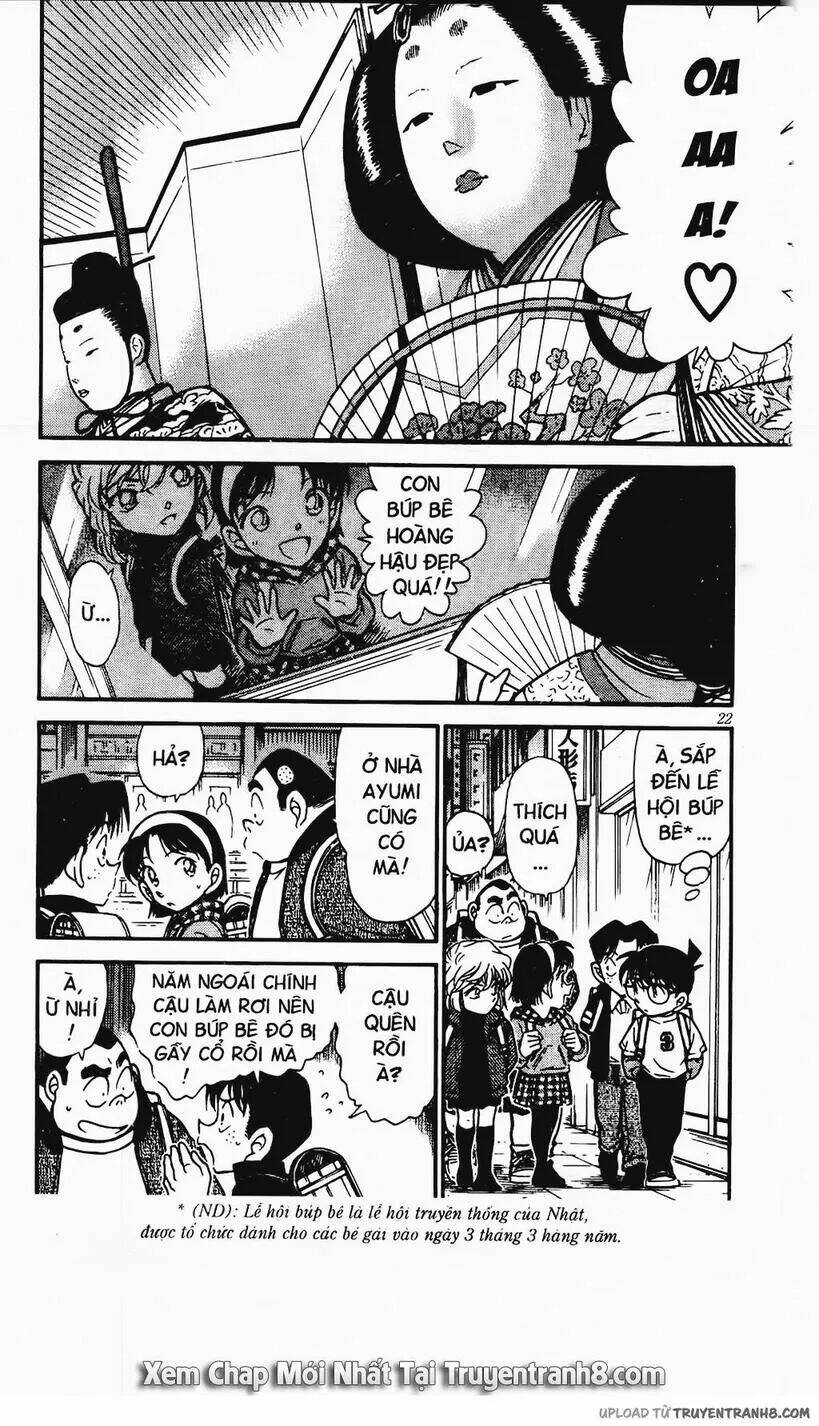 OA
AA
A!
CON
BÚP BÊ
HOÀNG
HẬU ĐẸP
QUÁ!!
Ừ...
22
À, SẮP
ĐẾN LỄ
HỘI BÚP
BÊ*...
THÍCH
QUÁ
...
ỦA?
人形
Ở NHÀ
AYUMI
CŨNG
CÓ
MÀ!
HẢ?
CẬU
QUÊN
RỒI
À?
NĂM NGOÁI CHÍNH
CẬU LÀM RƠI NÊN
CON BÚP BÊ ĐÓ BỊ
GẪY CỔ RỒI MÀ
!
À,
Ừ NHỈ
!
3
* (ND): Lễ hội búp bê là lễ hội truyền thống của Nhật,
được tổ chức dành cho các bé gái vào ngày 3 tháng 3 hàng năm.
Xem Chap Mới Nhất Tại Truyentranh8.com
UPLOAD TỪ TRUYENTRANH8.COM